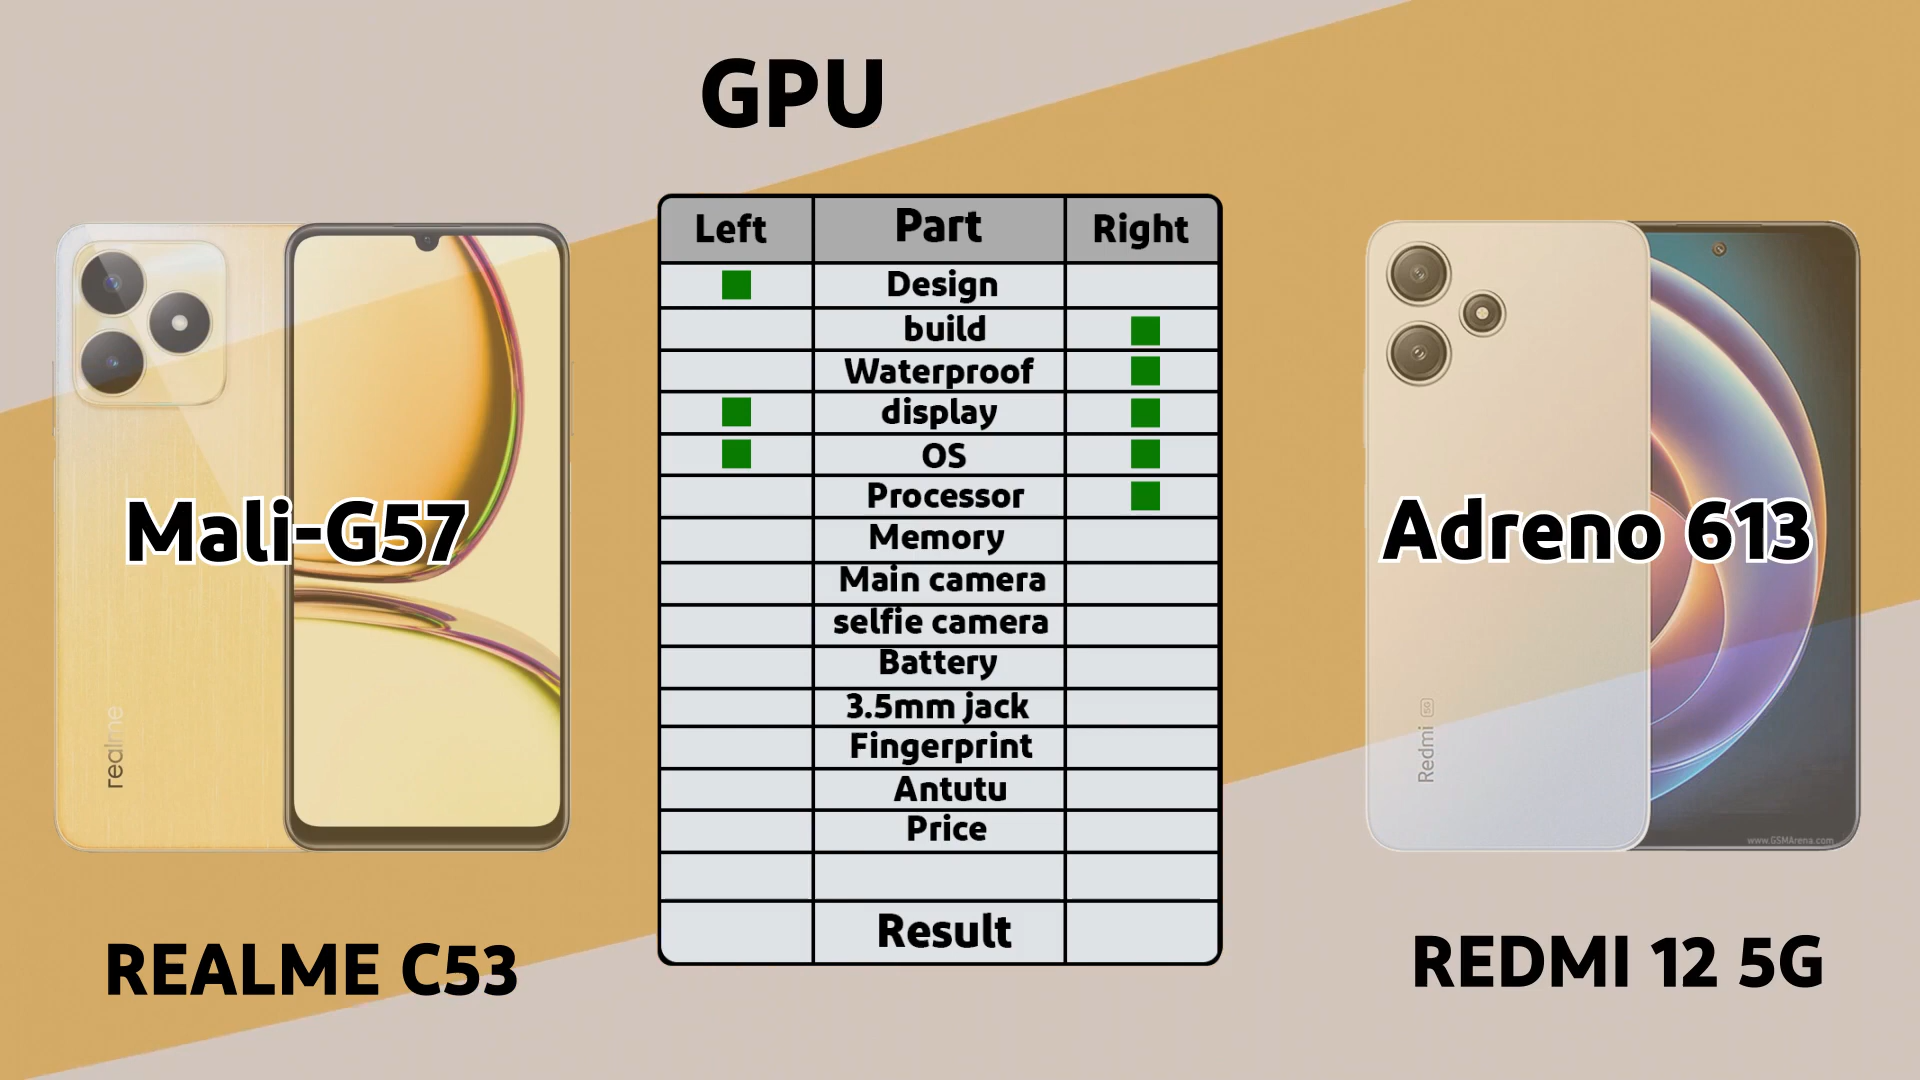 GPU
Left Part Right
Design
build
Waterproof
display
OS
Processor
Memory
Main camera
selfie camera
Battery
3.5mm jack
Fingerprint
Antutu
Price
Result
Mali-G57
realme
REALME C53
Adreno 613
Redmi 5G
www.GSMArena.com
REDMI 12 5G